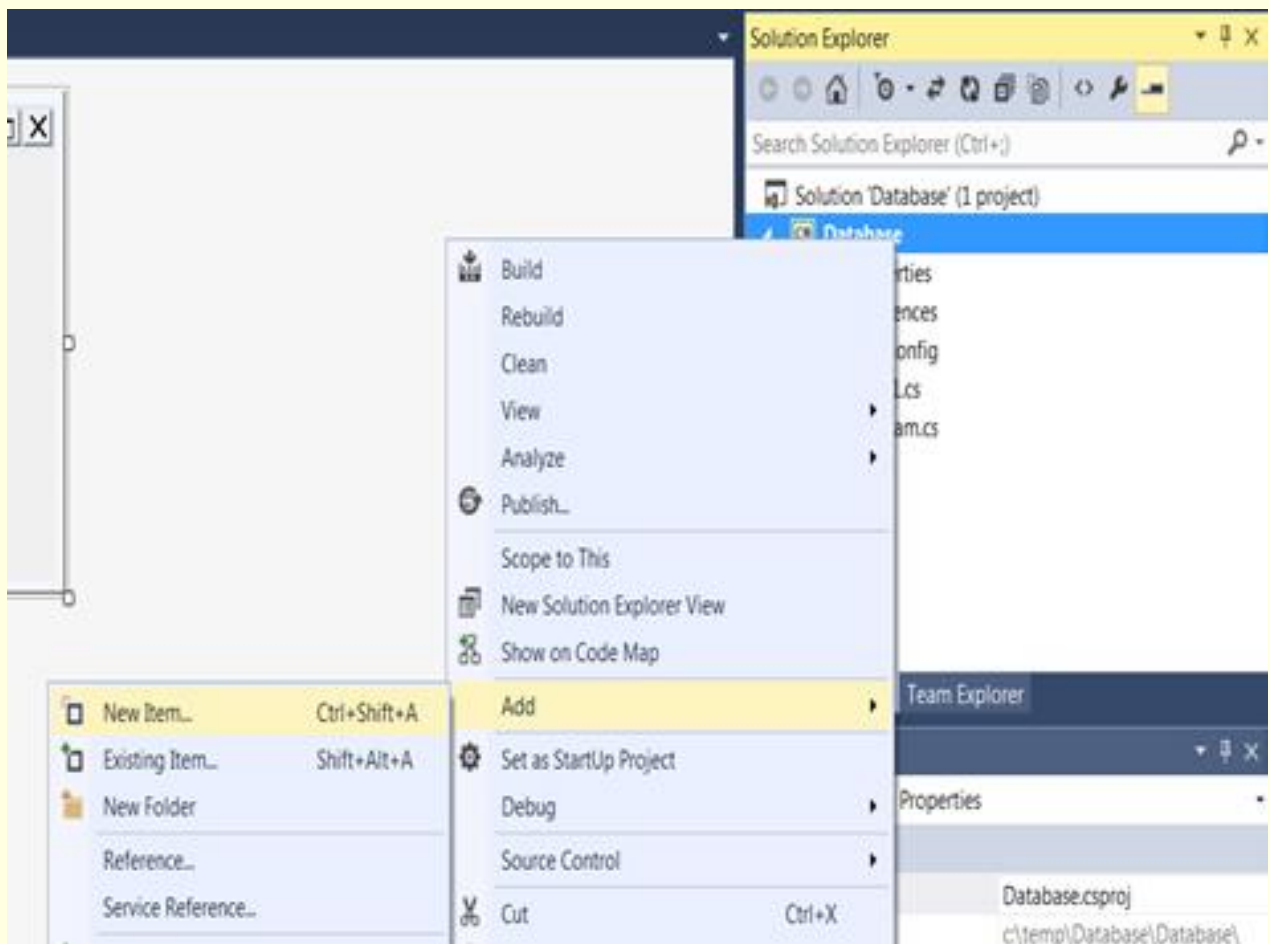 Solution Explorer
Search Solution Explorer (Ctrl+;)
Solution 'Database' (1 project)
Database
Build
Rebuild
Clean
View
Analyze
Publish...
Scope to This
New Solution Explorer View
Show on Code Map
Add
Set as StartUp Project
Debug
Source Control
Cut Ctrl+X
New Item... Ctrl+Shift+A
Existing Item... Shift+Alt+A
New Folder
Reference...
Service Reference...
rties
ences
onfig
.cs
am.cs
Team Explorer
Properties
Database.csproj
c:\temp\Database\Database\